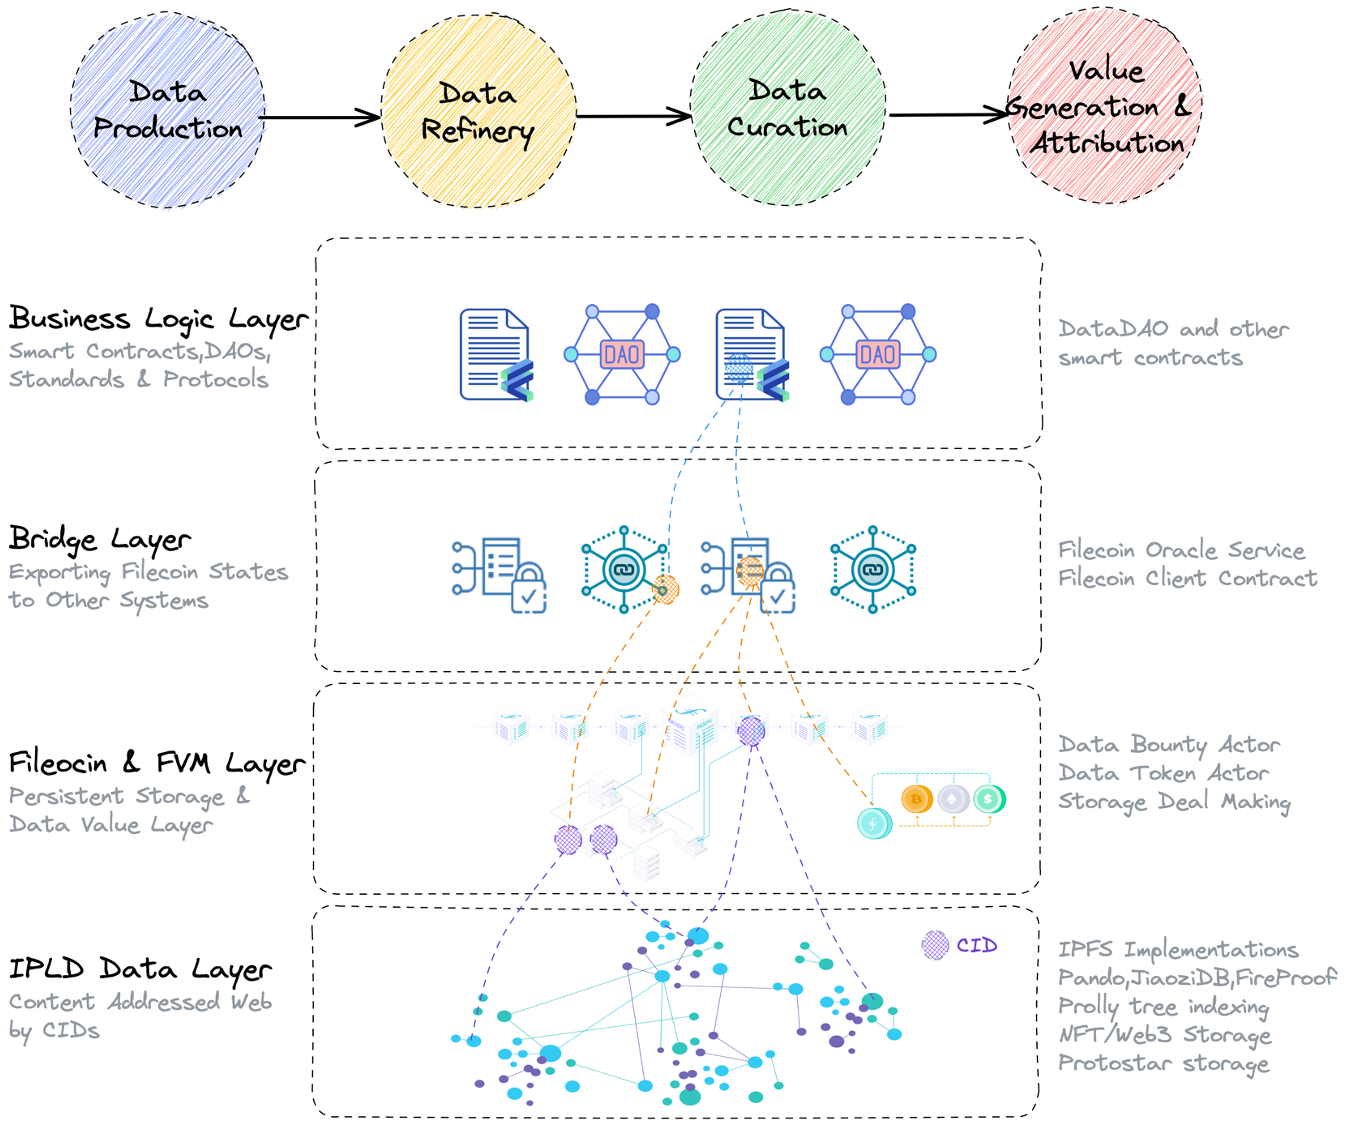 Data
Production
Data
Refinery
Data
Curation
Value
Generation &
Attribution
Business Logic Layer
Smart Contracts,DAOs,
Standards & Protocols
DAO
DAO
DataDAO and other
smart contracts
Bridge Layer
Exporting Filecoin States
to Other Systems
Filecoin Oracle Service
Filecoin Client Contract
Fileocin & FVM Layer
Persistent Storage &
Data Value Layer
Data Bounty Actor
Data Token Actor
Storage Deal Making
IPLD Data Layer
Content Addressed Web
by CIDs
CID
IPFS Implementations
Pando,JiaoziDB,FireProof
Prolly tree indexing
NFT/Web3 Storage
Protostar storage